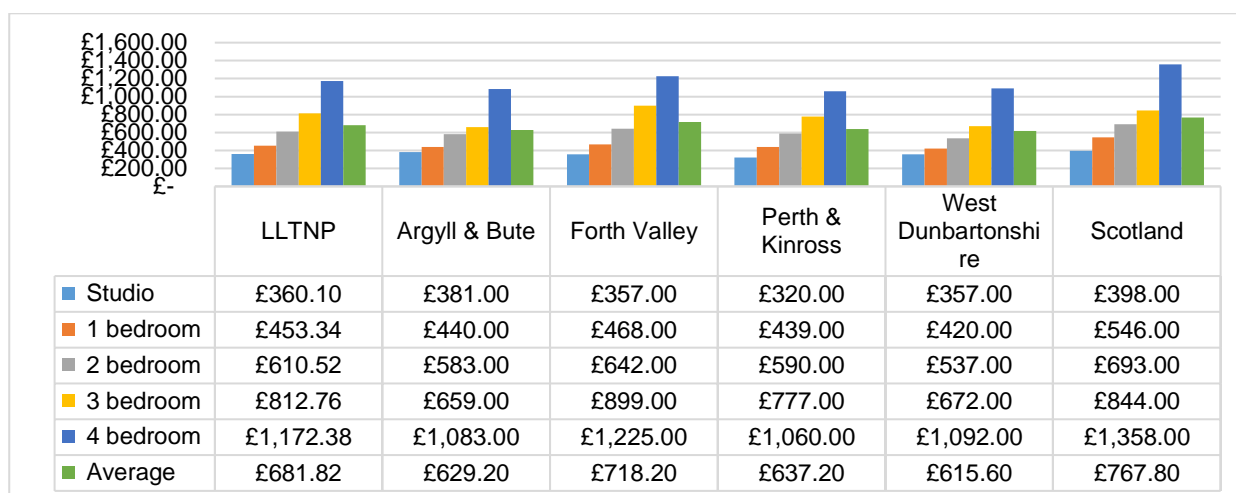 £1,600.00
£1,400.00
£1,200.00
£1,000.00
£800.00
£600.00
£400.00
£200.00
£-
LLTNP Argyll & Bute Forth Valley Perth & Kinross West Dunbartonshi re Scotland
Studio £360.10 £381.00 £357.00 £320.00 £357.00 £398.00
1 bedroom £453.34 £440.00 £468.00 £439.00 £420.00 £546.00
2 bedroom £610.52 £583.00 £642.00 £590.00 £537.00 £693.00
3 bedroom £812.76 £659.00 £899.00 £777.00 £672.00 £844.00
4 bedroom £1,172.38 £1,083.00 £1,225.00 £1,060.00 £1,092.00 £1,358.00
Average £681.82 £629.20 £718.20 £637.20 £615.60 £767.80